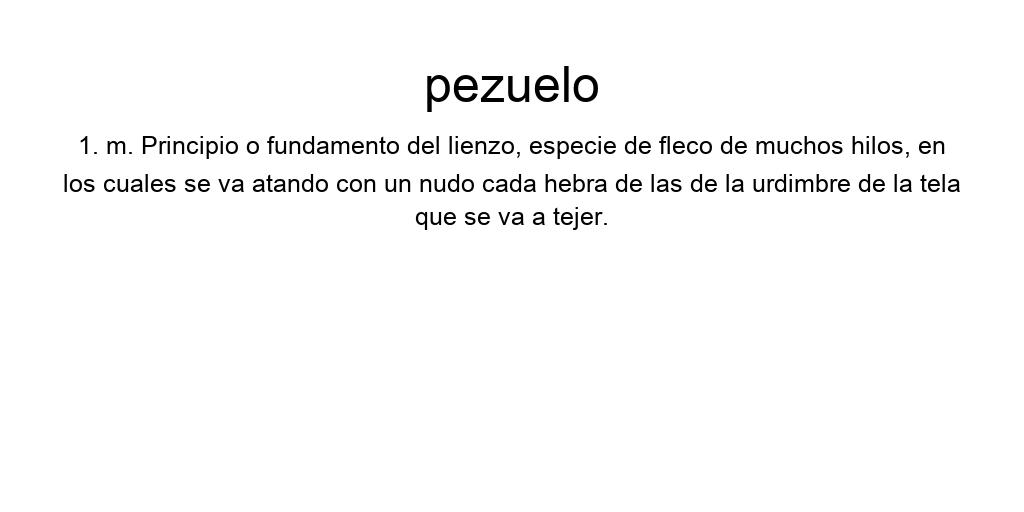 pezuelo
1. m. Principio o fundamento del lienzo, especie de fleco de muchos hilos, en
los cuales se va atando con un nudo cada hebra de las de la urdimbre de la tela
que se va a tejer.